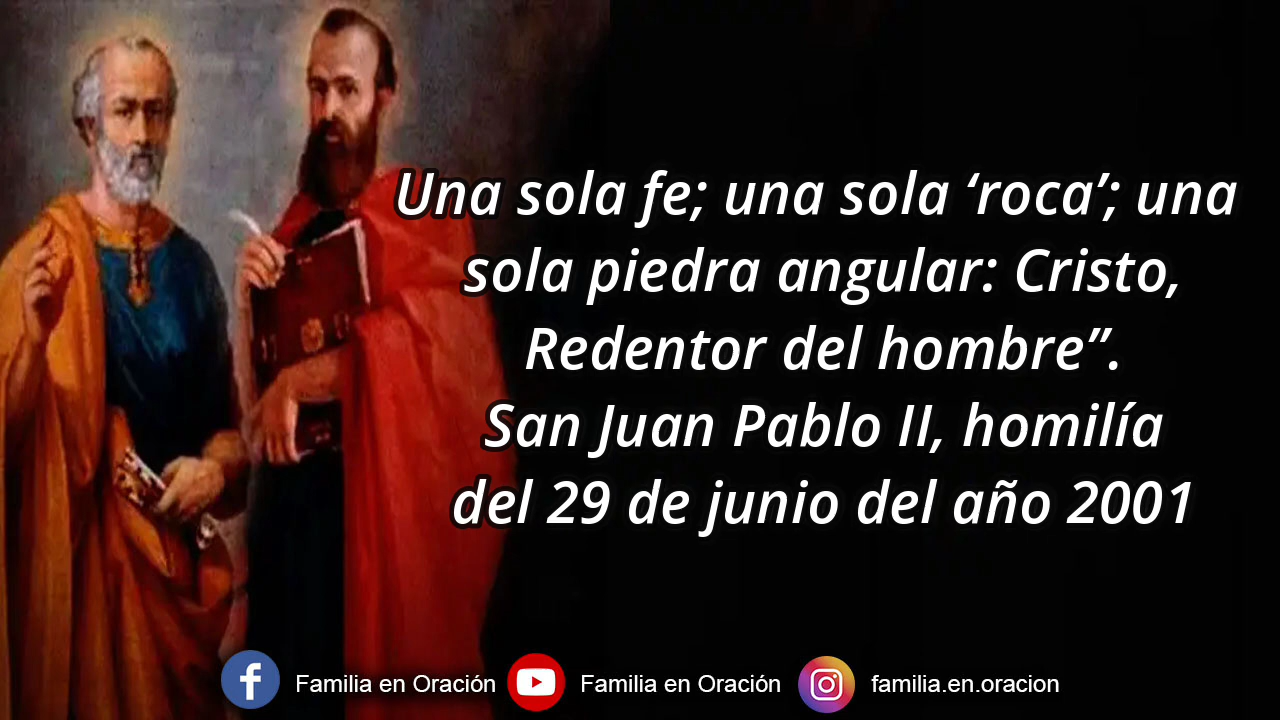 Una sola fe; una sola ‘roca’; una
sola piedra angular: Cristo,
Redentor del hombre”.
San Juan Pablo II, homilía
del 29 de junio del año 2001
Familia en Oración
Familia en Oración
familia.en.oracion